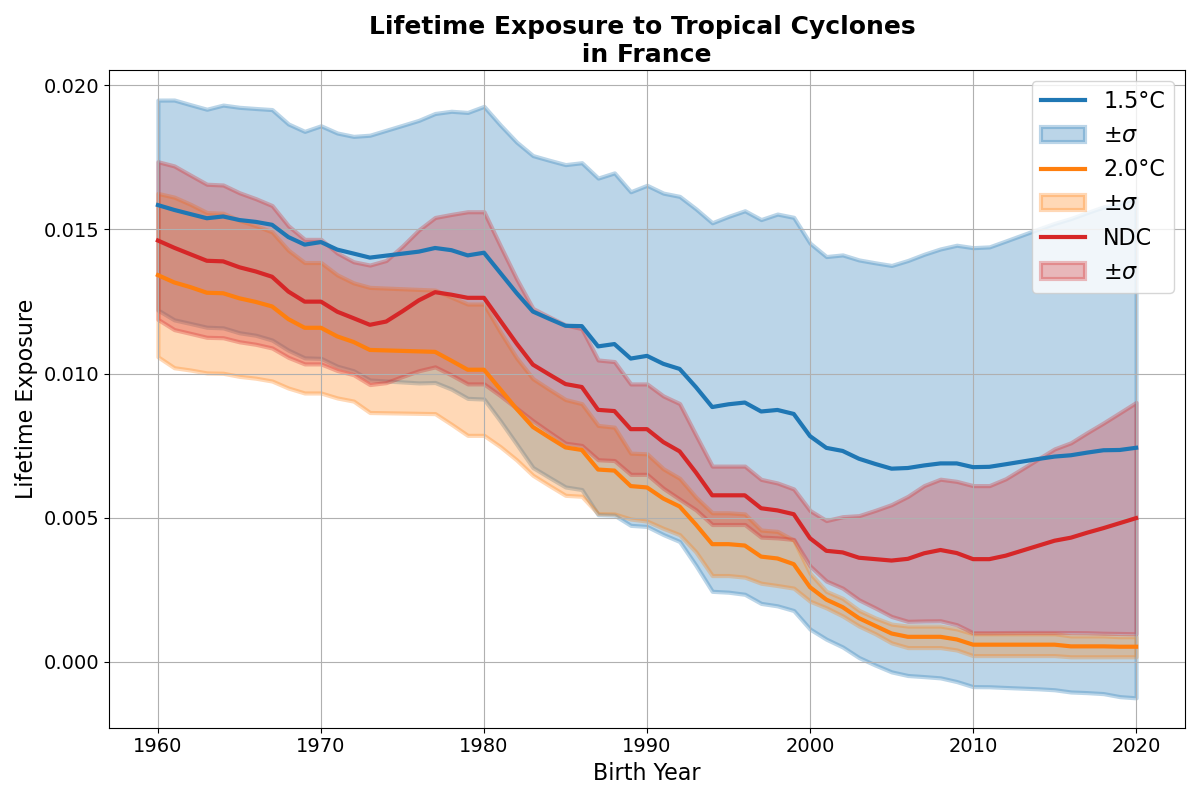 Lifetime Exposure to Tropical Cyclones
in France
Lifetime Exposure
0.020
0.015
0.010
0.005
0.000
1960
1970
1980
1990
2000
2010
2020
Birth Year
1.5°C
±σ
2.0°C
±σ
NDC
±σ